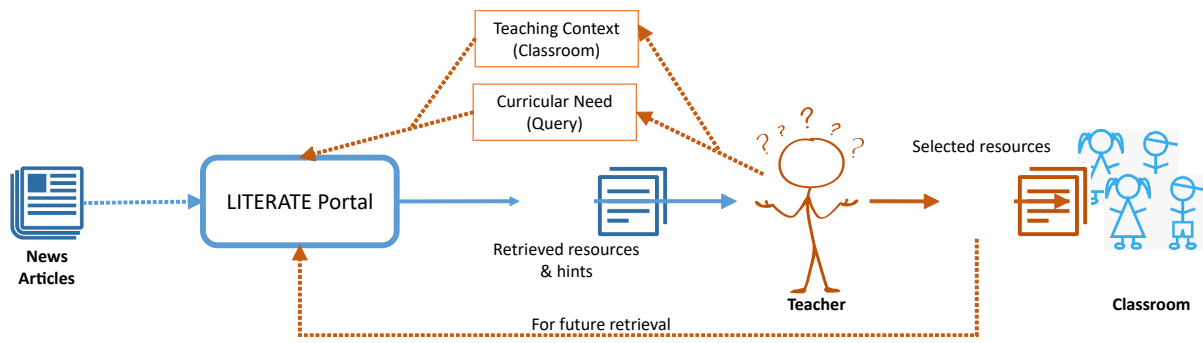 Teaching Context
(Classroom)
Curricular Need
(Query)
? ? ? ? ?
Selected resources
LITERATE Portal
News
Articles
Retrieved resources
& hints
Teacher
Classroom
For future retrieval